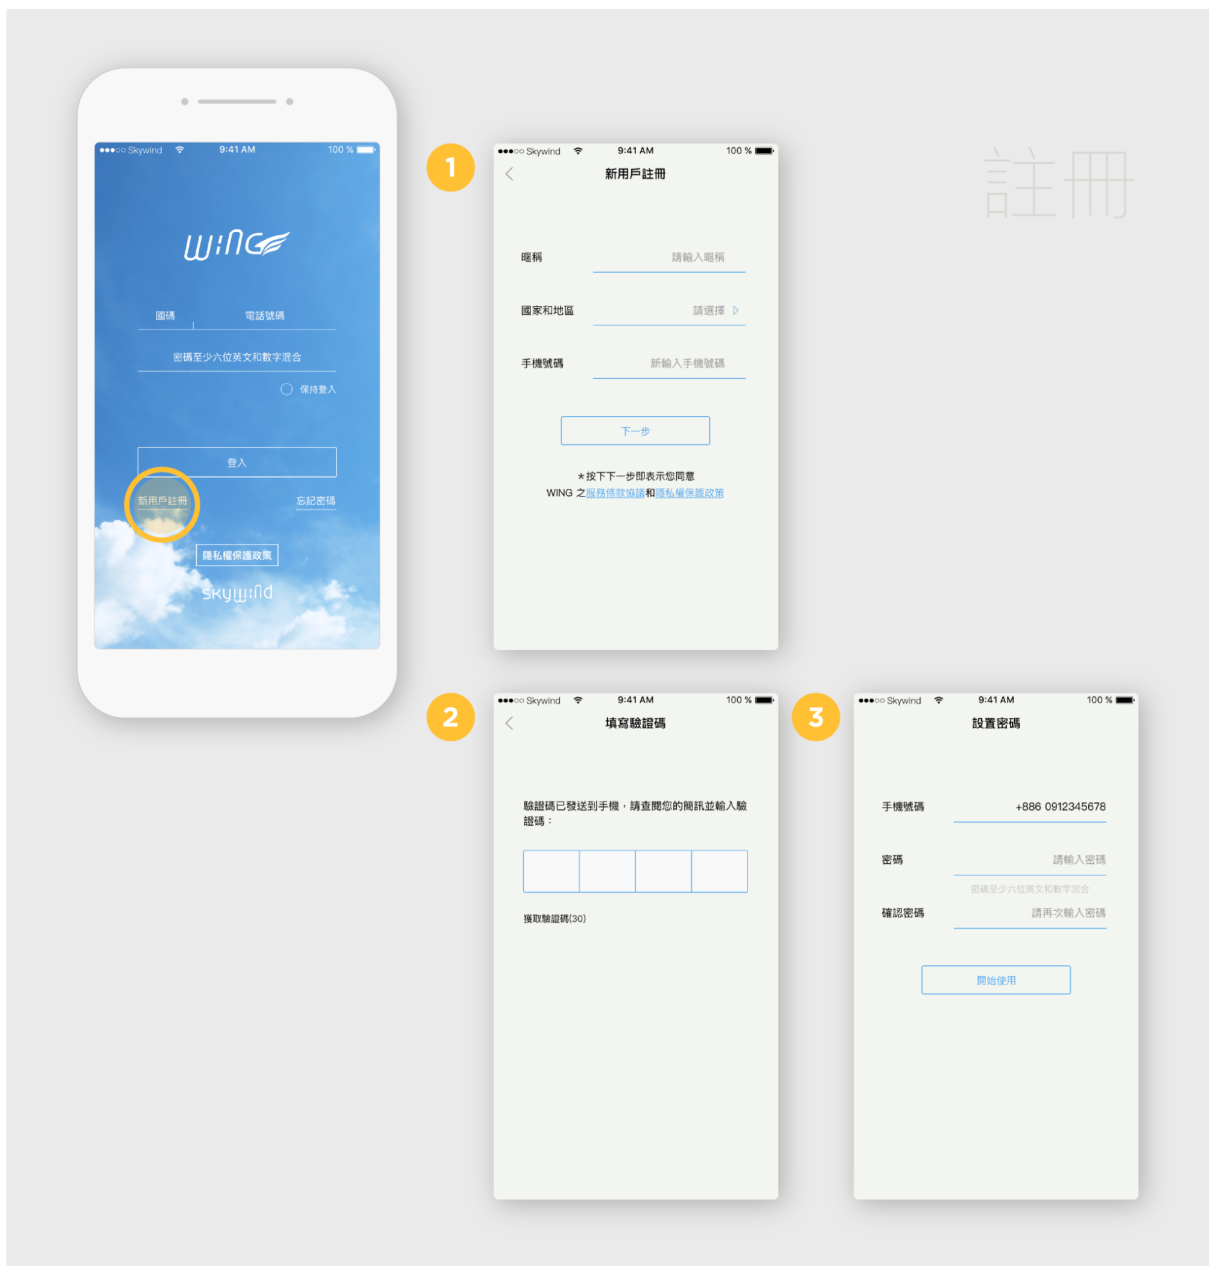 註冊
Skywind 9:41 AM 100 %
WING
國碼 電話號碼
密碼至少六位英文和數字混合
保持登入
登入
新用戶註冊 忘記密碼
隱私權保護政策
skywind
1
Skywind 9:41 AM 100 %
新用戶註冊
暱稱 請輸入暱稱
國家和地區 請選擇
手機號碼 新輸入手機號碼
下一步
*按下下一步即表示您同意
WING 之服務條款協議和隱私權保護政策
2
Skywind 9:41 AM 100 %
填寫驗證碼
驗證碼已發送到手機，請查閱您的簡訊並輸入驗
證碼：
獲取驗證碼(30)
3
Skywind 9:41 AM 100 %
設置密碼
手機號碼 +886 0912345678
密碼 請輸入密碼
密碼至少六位英文和數字混合
確認密碼 請再次輸入密碼
開始使用